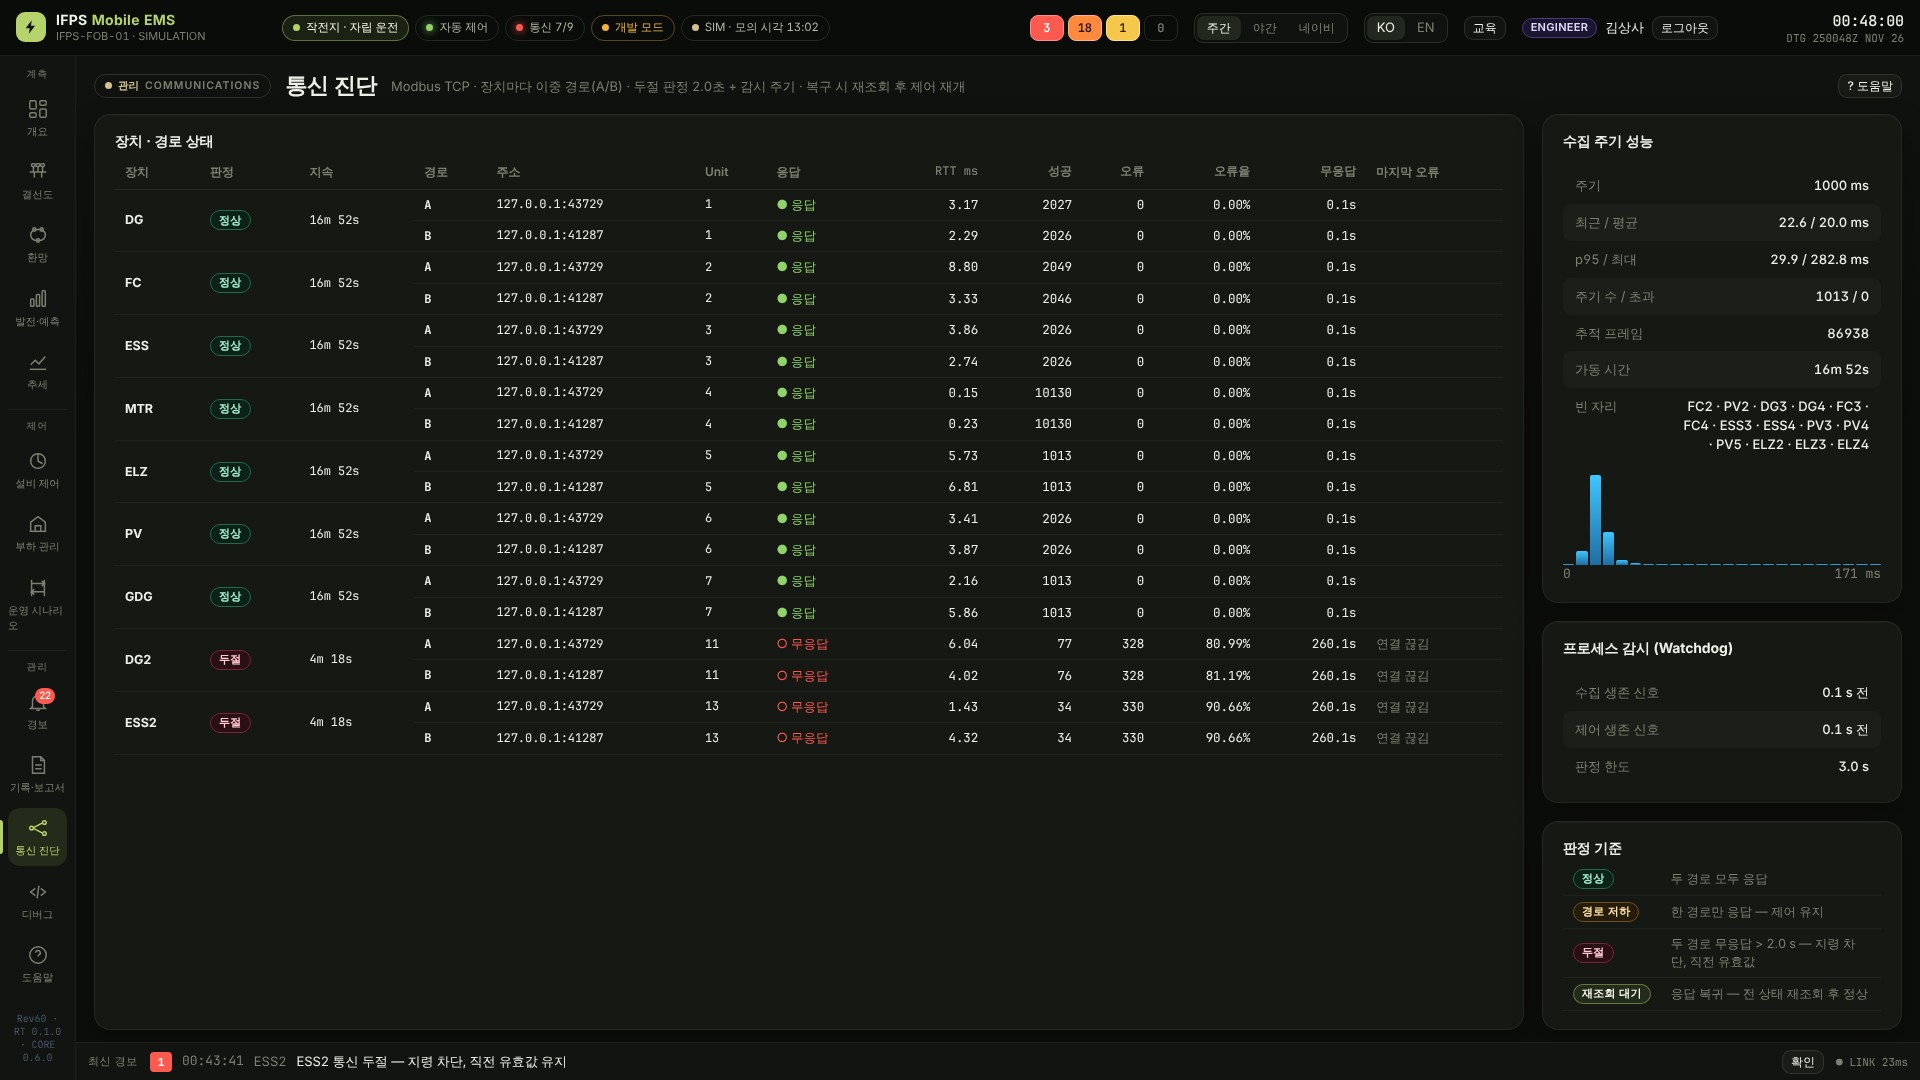 IFPS Mobile EMS
IFPS-FOB-01 · SIMULATION
작전지 · 자립 운전
자동 제어
통신 7/9
개발 모드
SIM · 모의 시각 13:02
3 18 1 0
주간 야간 네이비
KO EN
교육
ENGINEER 김상사 로그아웃
00:48:00
DTG 250048Z NOV 26
계측
개요
결선도
환망
발전·예측
추세
제어
설비 제어
부하 관리
운영 시나리
오
관리
22
경보
기록·보고서
통신 진단
디버그
도움말
Rev60 ·
RT 0.1.0
· CORE
0.6.0
관리 COMMUNICATIONS
통신 진단
Modbus TCP · 장치마다 이중 경로(A/B) · 두절 판정 2.0초 + 감시 주기 · 복구 시 재조회 후 제어 재개
? 도움말
장치 · 경로 상태
장치 판정 지속 경로 주소 Unit 응답 RTT ms 성공 오류 오류율 무응답 마지막 오류
DG 정상 16m 52s A 127.0.0.1:43729 1 응답 3.17 2027 0 0.00% 0.1s
B 127.0.0.1:41287 1 응답 2.29 2026 0 0.00% 0.1s
FC 정상 16m 52s A 127.0.0.1:43729 2 응답 8.80 2049 0 0.00% 0.1s
B 127.0.0.1:41287 2 응답 3.33 2046 0 0.00% 0.1s
ESS 정상 16m 52s A 127.0.0.1:43729 3 응답 3.86 2026 0 0.00% 0.1s
B 127.0.0.1:41287 3 응답 2.74 2026 0 0.00% 0.1s
MTR 정상 16m 52s A 127.0.0.1:43729 4 응답 0.15 10130 0 0.00% 0.1s
B 127.0.0.1:41287 4 응답 0.23 10130 0 0.00% 0.1s
ELZ 정상 16m 52s A 127.0.0.1:43729 5 응답 5.73 1013 0 0.00% 0.1s
B 127.0.0.1:41287 5 응답 6.81 1013 0 0.00% 0.1s
PV 정상 16m 52s A 127.0.0.1:43729 6 응답 3.41 2026 0 0.00% 0.1s
B 127.0.0.1:41287 6 응답 3.87 2026 0 0.00% 0.1s
GDG 정상 16m 52s A 127.0.0.1:43729 7 응답 2.16 1013 0 0.00% 0.1s
B 127.0.0.1:41287 7 응답 5.86 1013 0 0.00% 0.1s
DG2 두절 4m 18s A 127.0.0.1:43729 11 무응답 6.04 77 328 80.99% 260.1s 연결 끊김
B 127.0.0.1:41287 11 무응답 4.02 76 328 81.19% 260.1s 연결 끊김
ESS2 두절 4m 18s A 127.0.0.1:43729 13 무응답 1.43 34 330 90.66% 260.1s 연결 끊김
B 127.0.0.1:41287 13 무응답 4.32 34 330 90.66% 260.1s 연결 끊김
수집 주기 성능
주기 1000 ms
최근 / 평균 22.6 / 20.0 ms
p95 / 최대 29.9 / 282.8 ms
주기 수 / 초과 1013 / 0
추적 프레임 86938
가동 시간 16m 52s
빈 자리 FC2 · PV2 · DG3 · DG4 · FC3 ·
FC4 · ESS3 · ESS4 · PV3 · PV4
· PV5 · ELZ2 · ELZ3 · ELZ4
0 171 ms
프로세스 감시 (Watchdog)
수집 생존 신호 0.1 s 전
제어 생존 신호 0.1 s 전
판정 한도 3.0 s
판정 기준
정상 두 경로 모두 응답
경로 저하 한 경로만 응답 — 제어 유지
두절 두 경로 무응답 > 2.0 s — 지령 차
단, 직전 유효값
재조회 대기 응답 복귀 — 전 상태 재조회 후 정상
최신 경보 1 00:43:41 ESS2 ESS2 통신 두절 — 지령 차단, 직전 유효값 유지
확인
LINK 23ms